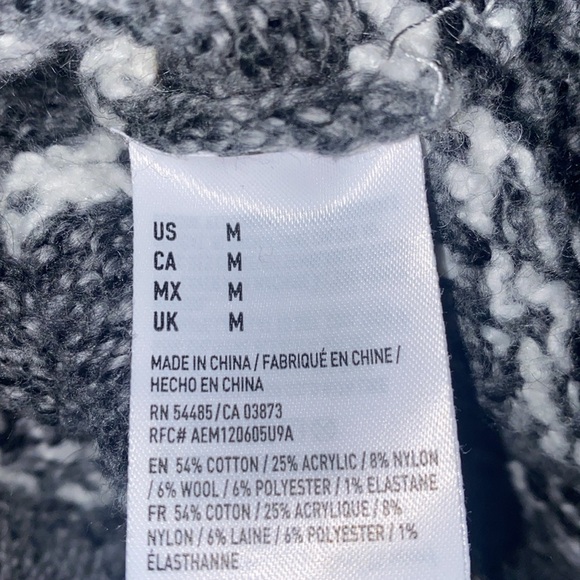 US M
CA M
MX M
UK M
MADE IN CHINA / FABRIQUÉ EN CHINE /
HECHO EN CHINA
RN 54485 / CA 03873
RFC# AEM120605U9A
EN 54% COTTON / 25% ACRYLIC / 8% NYLON
/ 6% WOOL / 6% POLYESTER / 1% ELASTANE
FR 54% COTON / 25% ACRYLIQUE / 8%
NYLON / 6% LAINE / 6% POLYESTER / 1%
ÉLASTHANNE